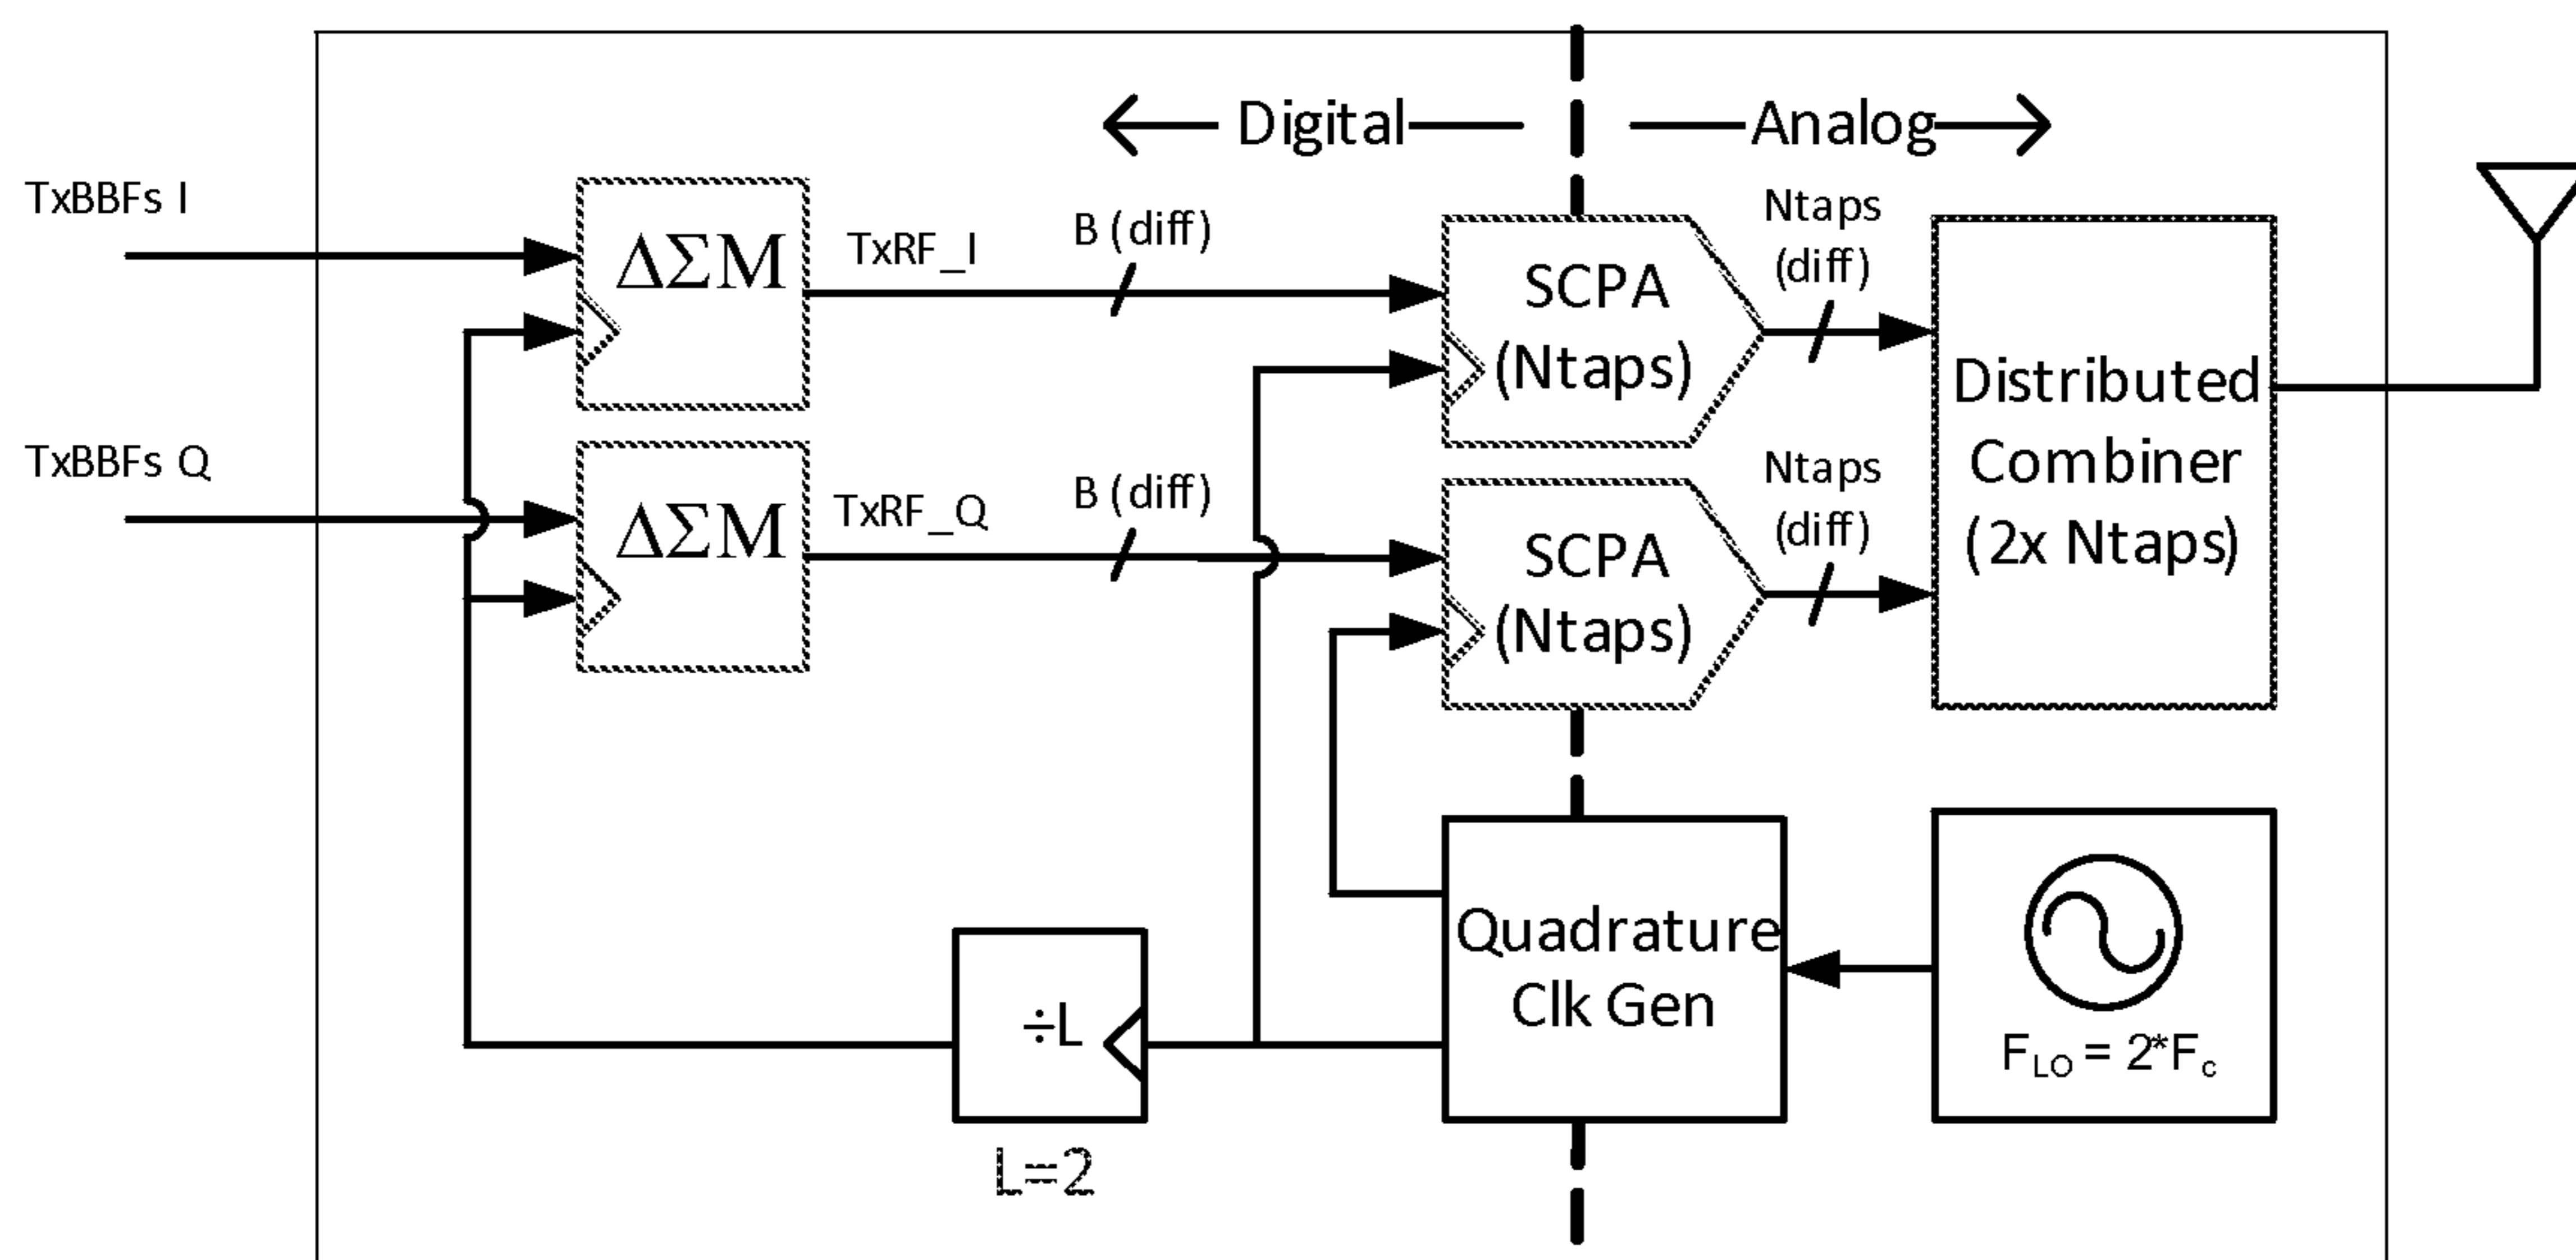 Digital
Analog
TxBBFs I
ΔΣM
TxRF_I
B (diff)
SCPA
(Ntaps)
Ntaps
(diff)
Distributed
Combiner
(2x Ntaps)
TxBBFs Q
ΔΣM
TxRF_Q
B (diff)
SCPA
(Ntaps)
Ntaps
(diff)
÷L
L=2
Quadrature
Clk Gen
FLO = 2*Fc